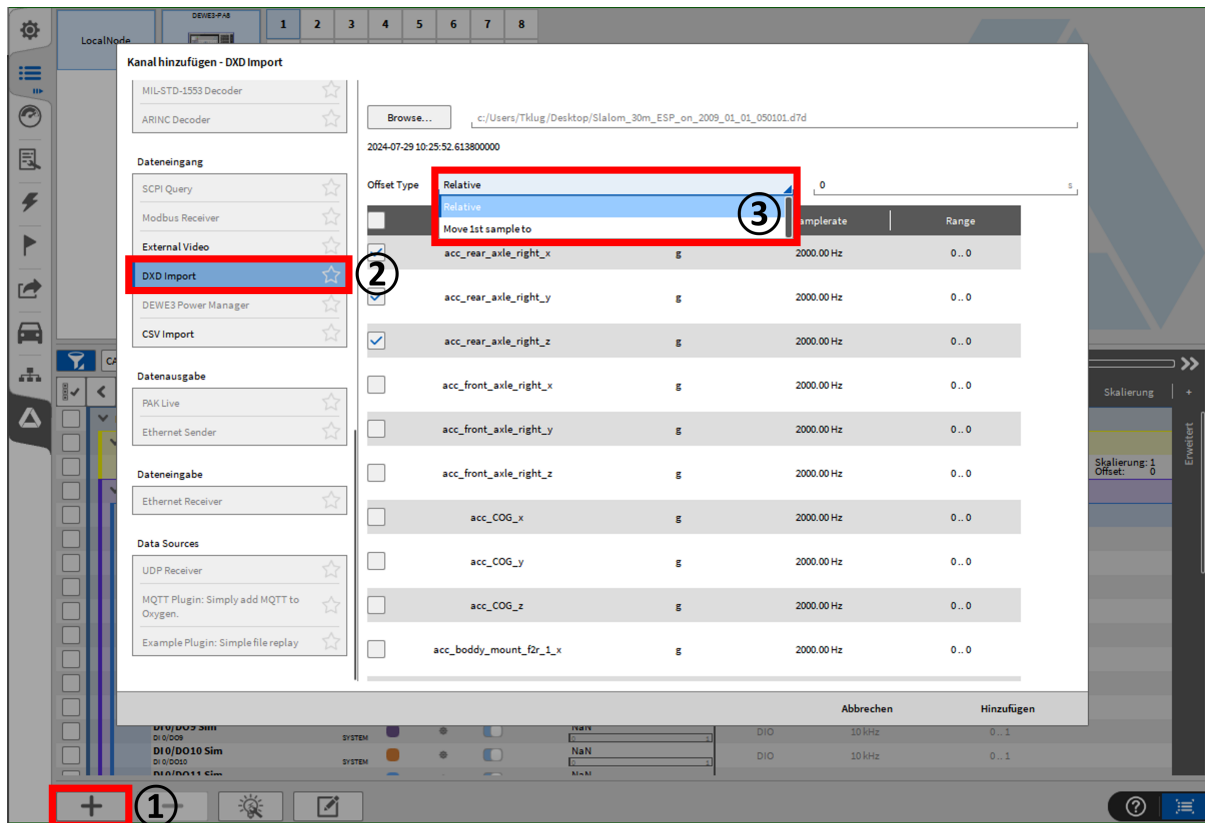 LocalNode
DEWE3-PA8
1 2 3 4 5 6 7 8
Kanal hinzufügen - DXD Import
MIL-STD-1553 Decoder
ARINC Decoder
Dateneingang
SCPI Query
Modbus Receiver
External Video
DXD Import
②
DEWE3 Power Manager
CSV Import
Datenausgabe
PAK Live
Ethernet Sender
Dateneingabe
Ethernet Receiver
Data Sources
UDP Receiver
MQTT Plugin: Simply add MQTT to
Oxygen.
Example Plugin: Simple file replay
Browse... c:/Users/Tklug/Desktop/Slalom_30m_ESP_on_2009_01_01_050101.d7d
2024-07-29 10:25:52.613800000
Offset Type Relative 0 s
Relative
Move 1st sample to
③
amplerate Range
acc_rear_axle_right_x g 2000.00 Hz 0 .. 0
acc_rear_axle_right_y g 2000.00 Hz 0 .. 0
acc_rear_axle_right_z g 2000.00 Hz 0 .. 0
acc_front_axle_right_x g 2000.00 Hz 0 .. 0
acc_front_axle_right_y g 2000.00 Hz 0 .. 0
acc_front_axle_right_z g 2000.00 Hz 0 .. 0
acc_COG_x g 2000.00 Hz 0 .. 0
acc_COG_y g 2000.00 Hz 0 .. 0
acc_COG_z g 2000.00 Hz 0 .. 0
acc_boddy_mount_f2r_1_x g 2000.00 Hz 0 .. 0
Abbrechen Hinzufügen
CA
Skalierung +
Erweitert
Skalierung: 1
Offset: 0
DI 0/DO9 Sim NaN
DI 0/DO9 SYSTEM 0 1 DIO 10 kHz 0 ... 1
DI 0/DO10 Sim NaN
DI 0/DO10 SYSTEM 0 1 DIO 10 kHz 0 ... 1
DI 0/DO11 Sim NaN
①